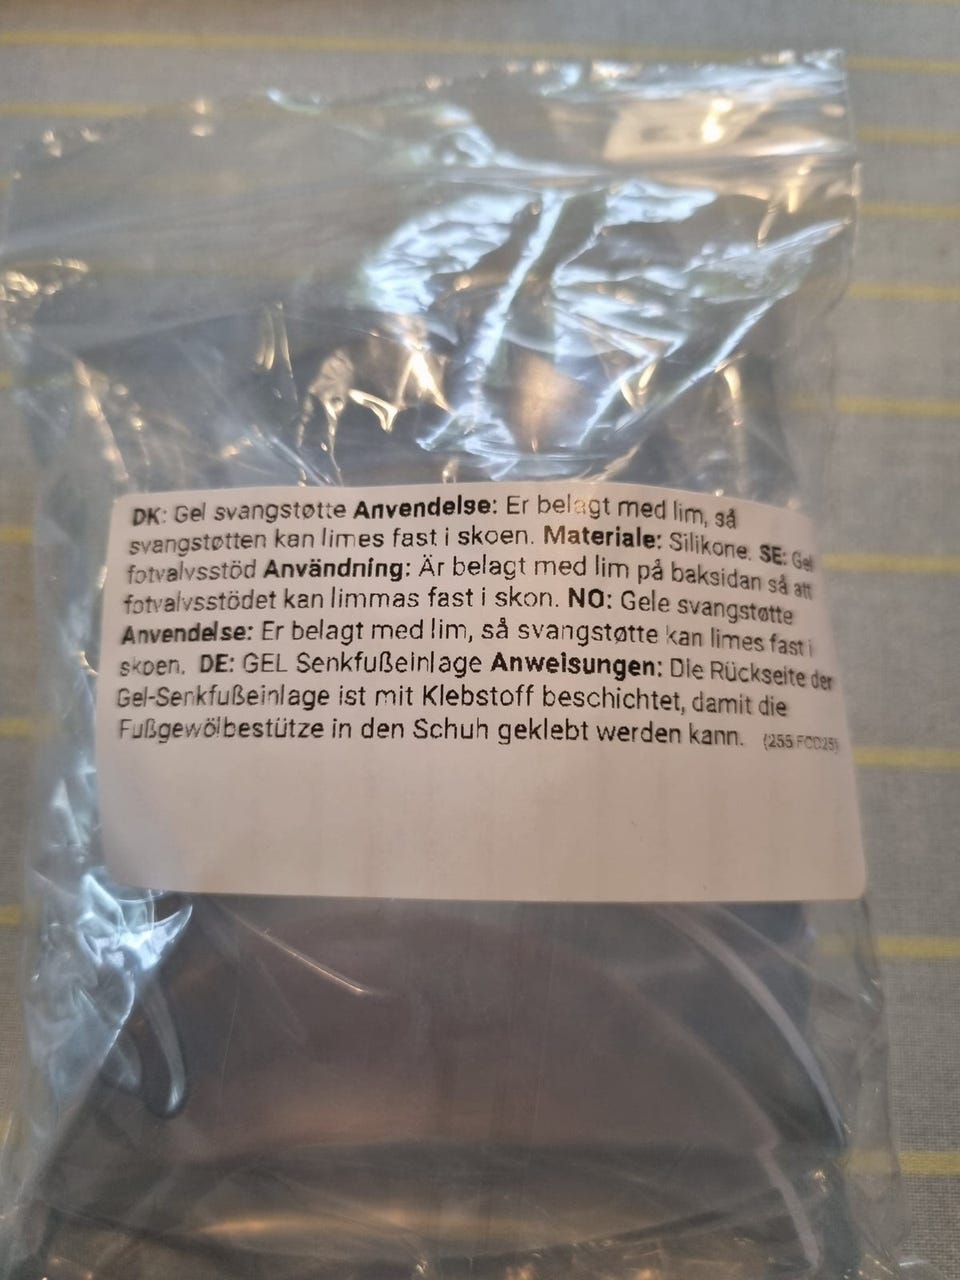 DK: Gel svangstøtte Anvendelse: Er belagt med lim, så
svangstøtten kan limes fast i skoen. Materiale: Silikone. SE: Gel
fotvalvsstöd Användning: Är belagt med lim på baksidan så att
fotvalvsstödet kan limmas fast i skon. NO: Gele svangstøtte
Anvendelse: Er belagt med lim, så svangstøtte kan limes fast i
skoen. DE: GEL Senkfußeinlage Anweisungen: Die Rückseite der
Gel-Senkfußeinlage ist mit Klebstoff beschichtet, damit die
Fußgewölbestütze in den Schuh geklebt werden kann. (255